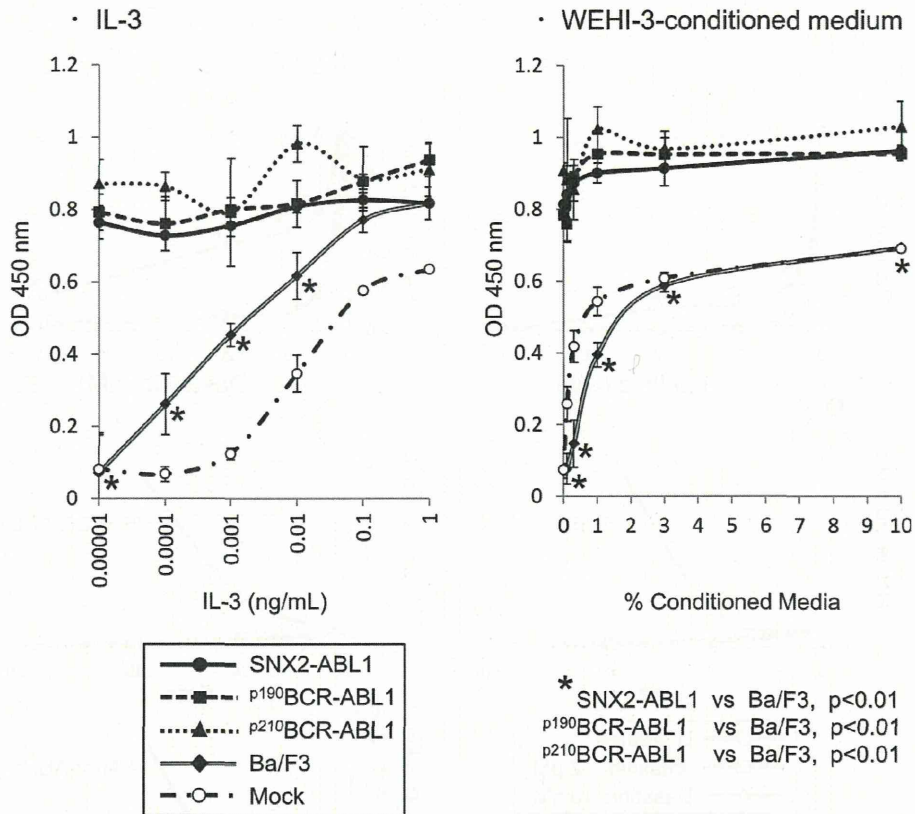 · IL-3
1.2
1
0.8
0.6
0.4
0.2
0
OD 450 nm
0.00001
0.00001
0.001
0.01
0.1
1
IL-3 (ng/mL)
* * * *
· WEHI-3-conditioned medium
1.2
1
0.8
0.6
0.4
0.2
0
OD 450 nm
0 1 2 3 4 5 6 7 8 9 10
% Conditioned Media
* * * * *
SNX2-ABL1
p190BCR-ABL1
p210BCR-ABL1
Ba/F3
Mock
* SNX2-ABL1 vs Ba/F3, p<0.01
p190BCR-ABL1 vs Ba/F3, p<0.01
p210BCR-ABL1 vs Ba/F3, p<0.01